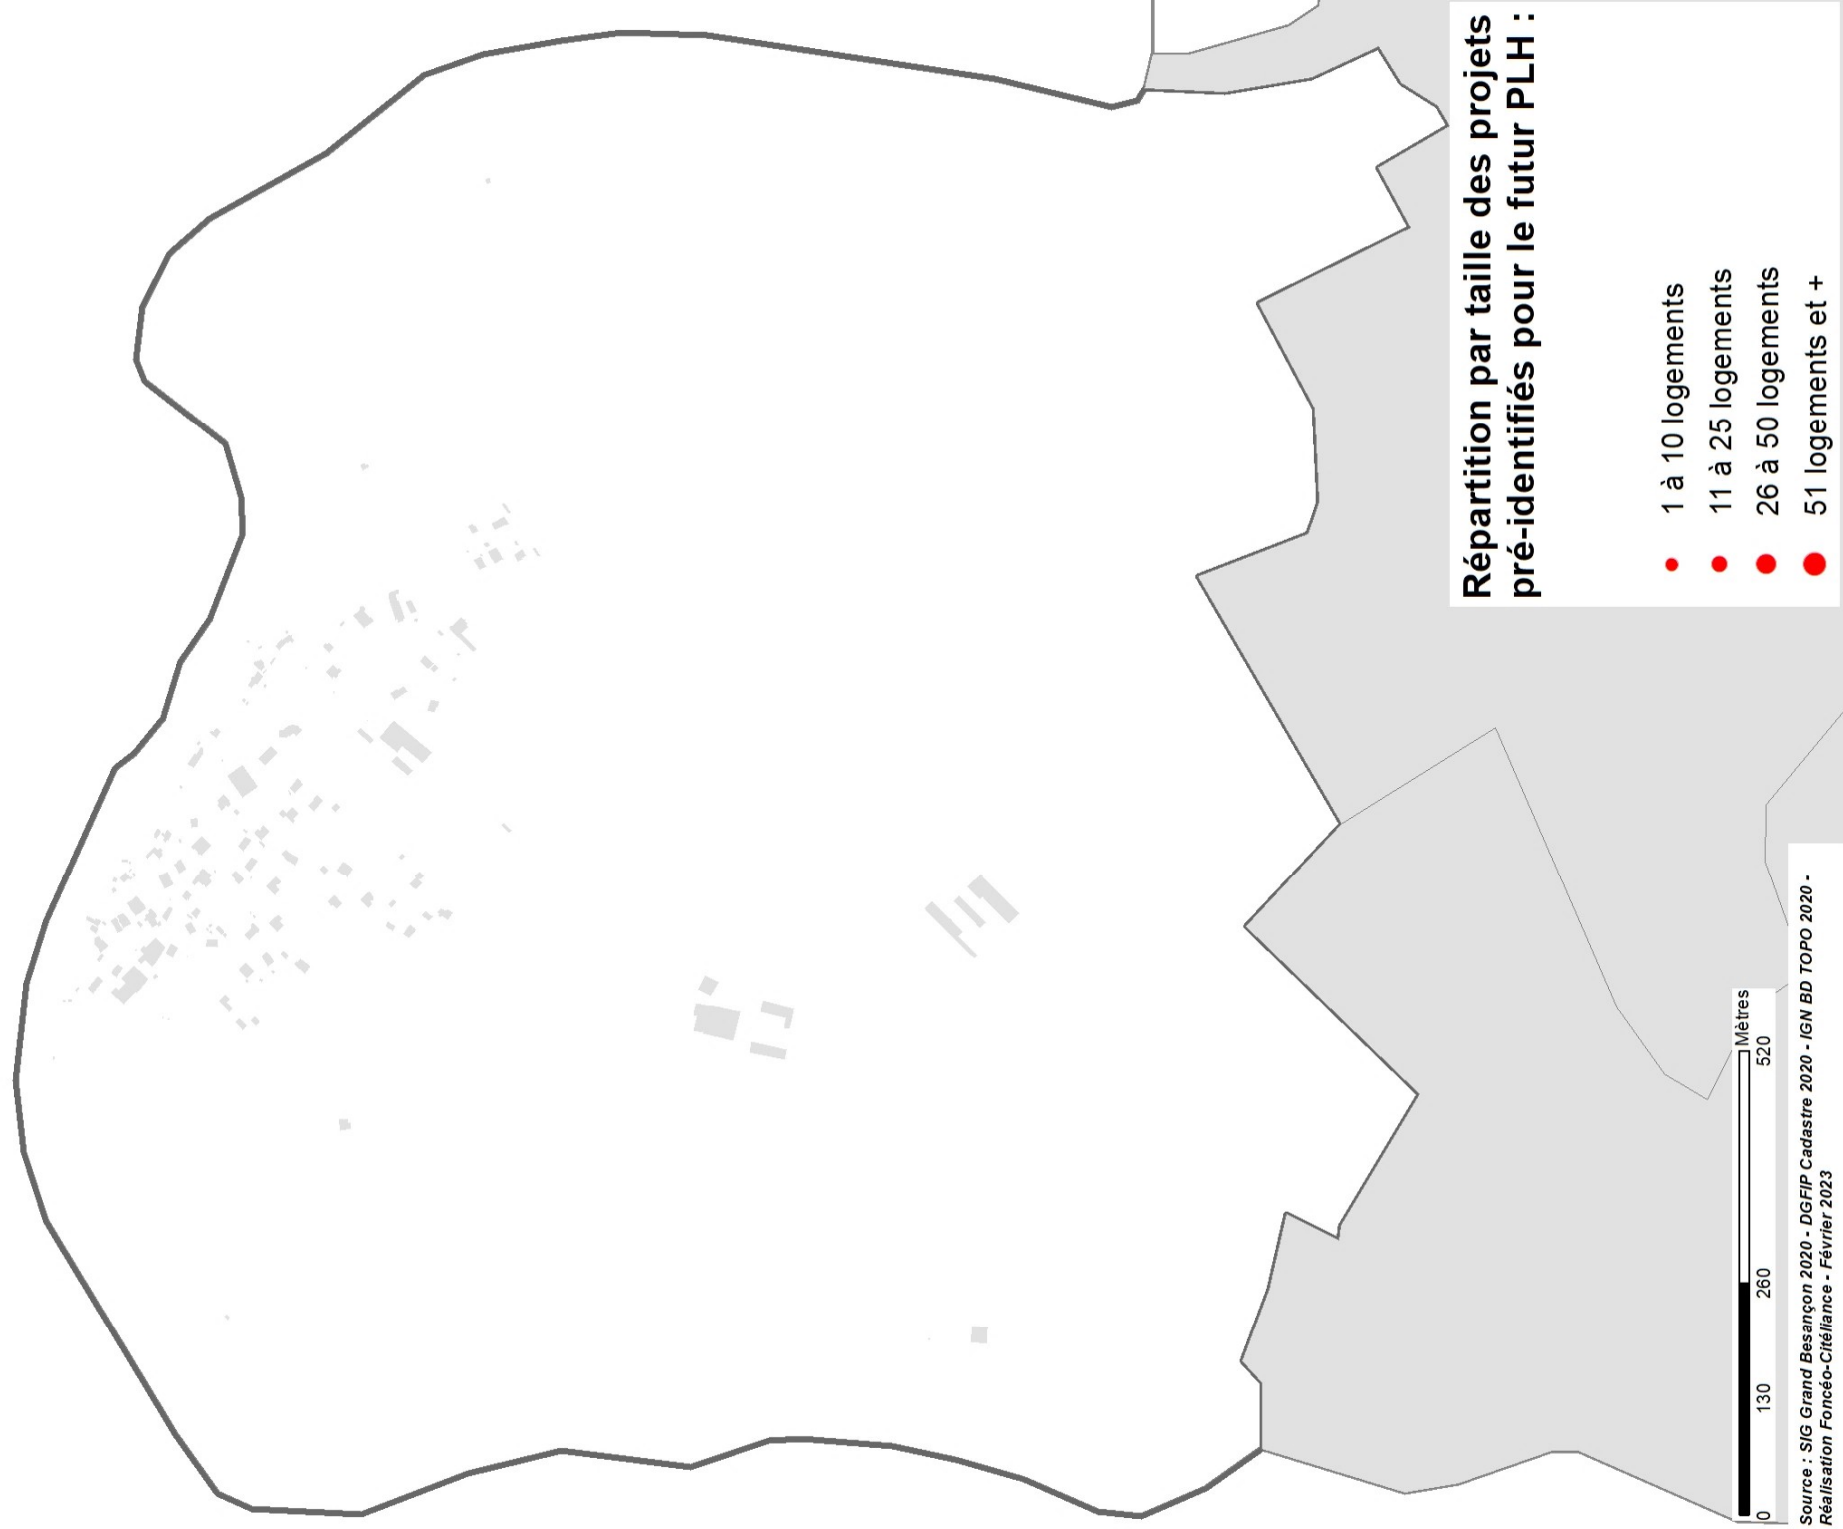 Répartition par taille des projets
pré-identifiés pour le futur PLH :
1 à 10 logements
11 à 25 logements
26 à 50 logements
51 logements et +
Mètres
0 130 260 520
Source : SIG Grand Besançon 2020 - DGFIP Cadastre 2020 - IGN BD TOPO 2020 -
Réalisation Foncéo-Citéliance - Février 2023